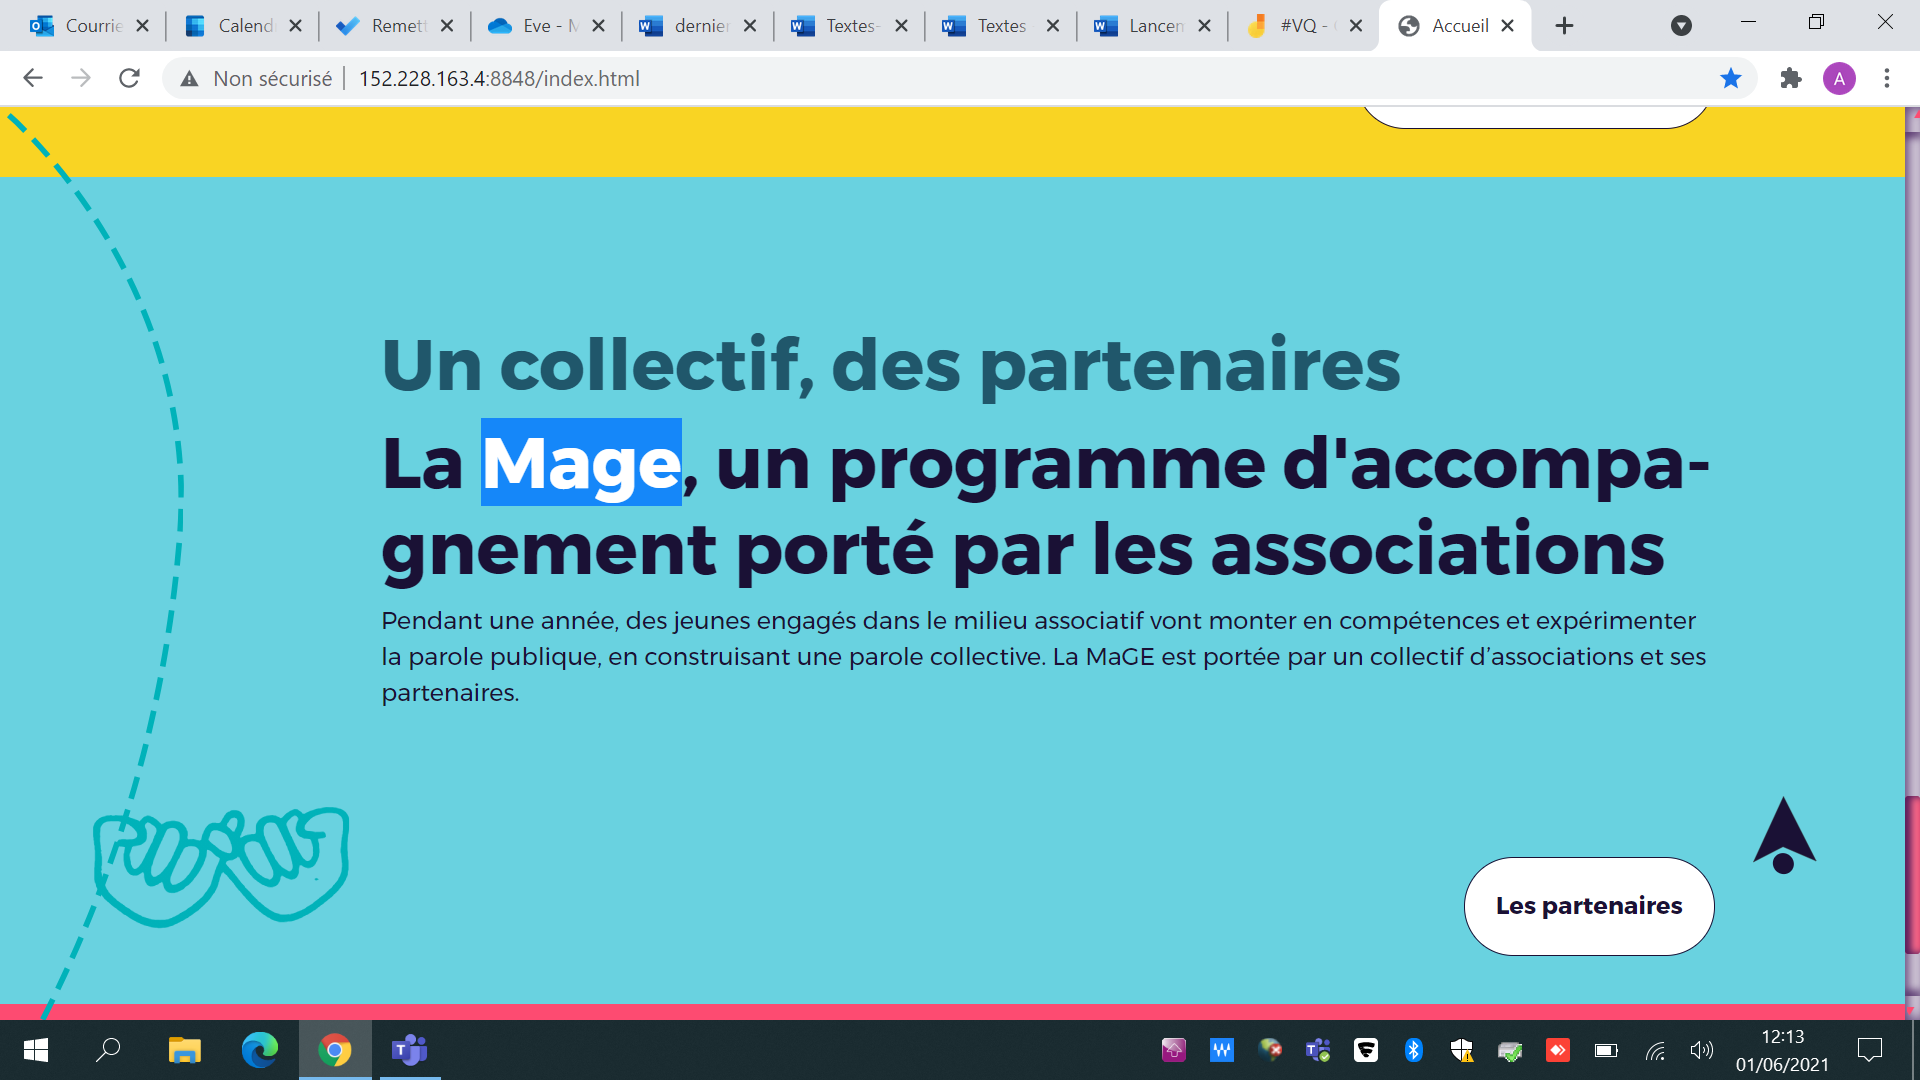 Courrie
Calend
Remett
Eve - M
dernier
Textes-
Textes
Lancem
#VQ - 
Accueil
Non sécurisé
152.228.163.4:8848/index.html
A
Un collectif, des partenaires
La Mage, un programme d'accompa-
gnement porté par les associations
Pendant une année, des jeunes engagés dans le milieu associatif vont monter en compétences et expérimenter
la parole publique, en construisant une parole collective. La MaGE est portée par un collectif d’associations et ses
partenaires.
Les partenaires
12:13
01/06/2021